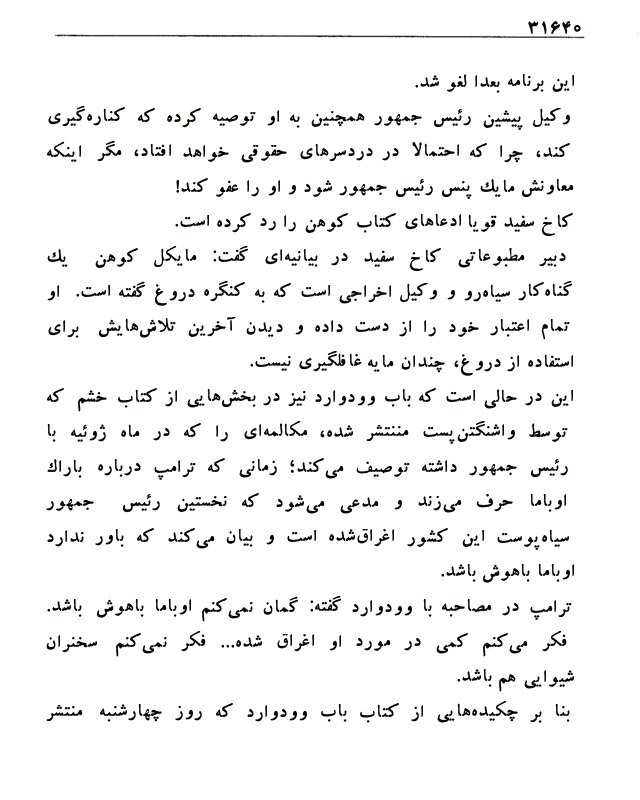 ۳۱۶۴۰
این برنامه بعدا لغو شد.
وکیل پیشین رئیس جمهور همچنین به او توصیه کرده که کناره‌گیری
کند، چرا که احتمالا در دردسرهای حقوقی خواهد افتاد، مگر اینکه
معاونش مایك پنس رئیس جمهور شود و او را عفو کند!
کاخ سفید قویا ادعاهای کتاب کوهن را رد کرده است.
دبیر مطبوعاتی کاخ سفید در بیانیه‌ای گفت: مایکل کوهن یك
گناه‌کار سیاه‌رو و وکیل اخراجی است که به کنگره دروغ گفته است. او
تمام اعتبار خود را از دست داده و دیدن آخرین تلاش‌هایش برای
استفاده از دروغ، چندان مایه غافلگیری نیست.
این در حالی است که باب وودوارد نیز در بخش‌هایی از کتاب خشم که
توسط واشنگتن‌پست مننتشر شده، مکالمه‌ای را که در ماه ژوئیه با
رئیس جمهور داشته توصیف می‌کند؛ زمانی که ترامپ درباره باراك
اوباما حرف می‌زند و مدعی می‌شود که نخستین رئیس جمهور
سیاه‌پوست این کشور اغراق‌شده است و بیان می‌کند که باور ندارد
اوباما باهوش باشد.
ترامپ در مصاحبه با وودوارد گفته: گمان نمی‌کنم اوباما باهوش باشد.
فکر می‌کنم کمی در مورد او اغراق شده... فکر نمی‌کنم سخنران
شیوایی هم باشد.
بنا بر چکیده‌هایی از کتاب باب وودوارد که روز چهارشنبه منتشر